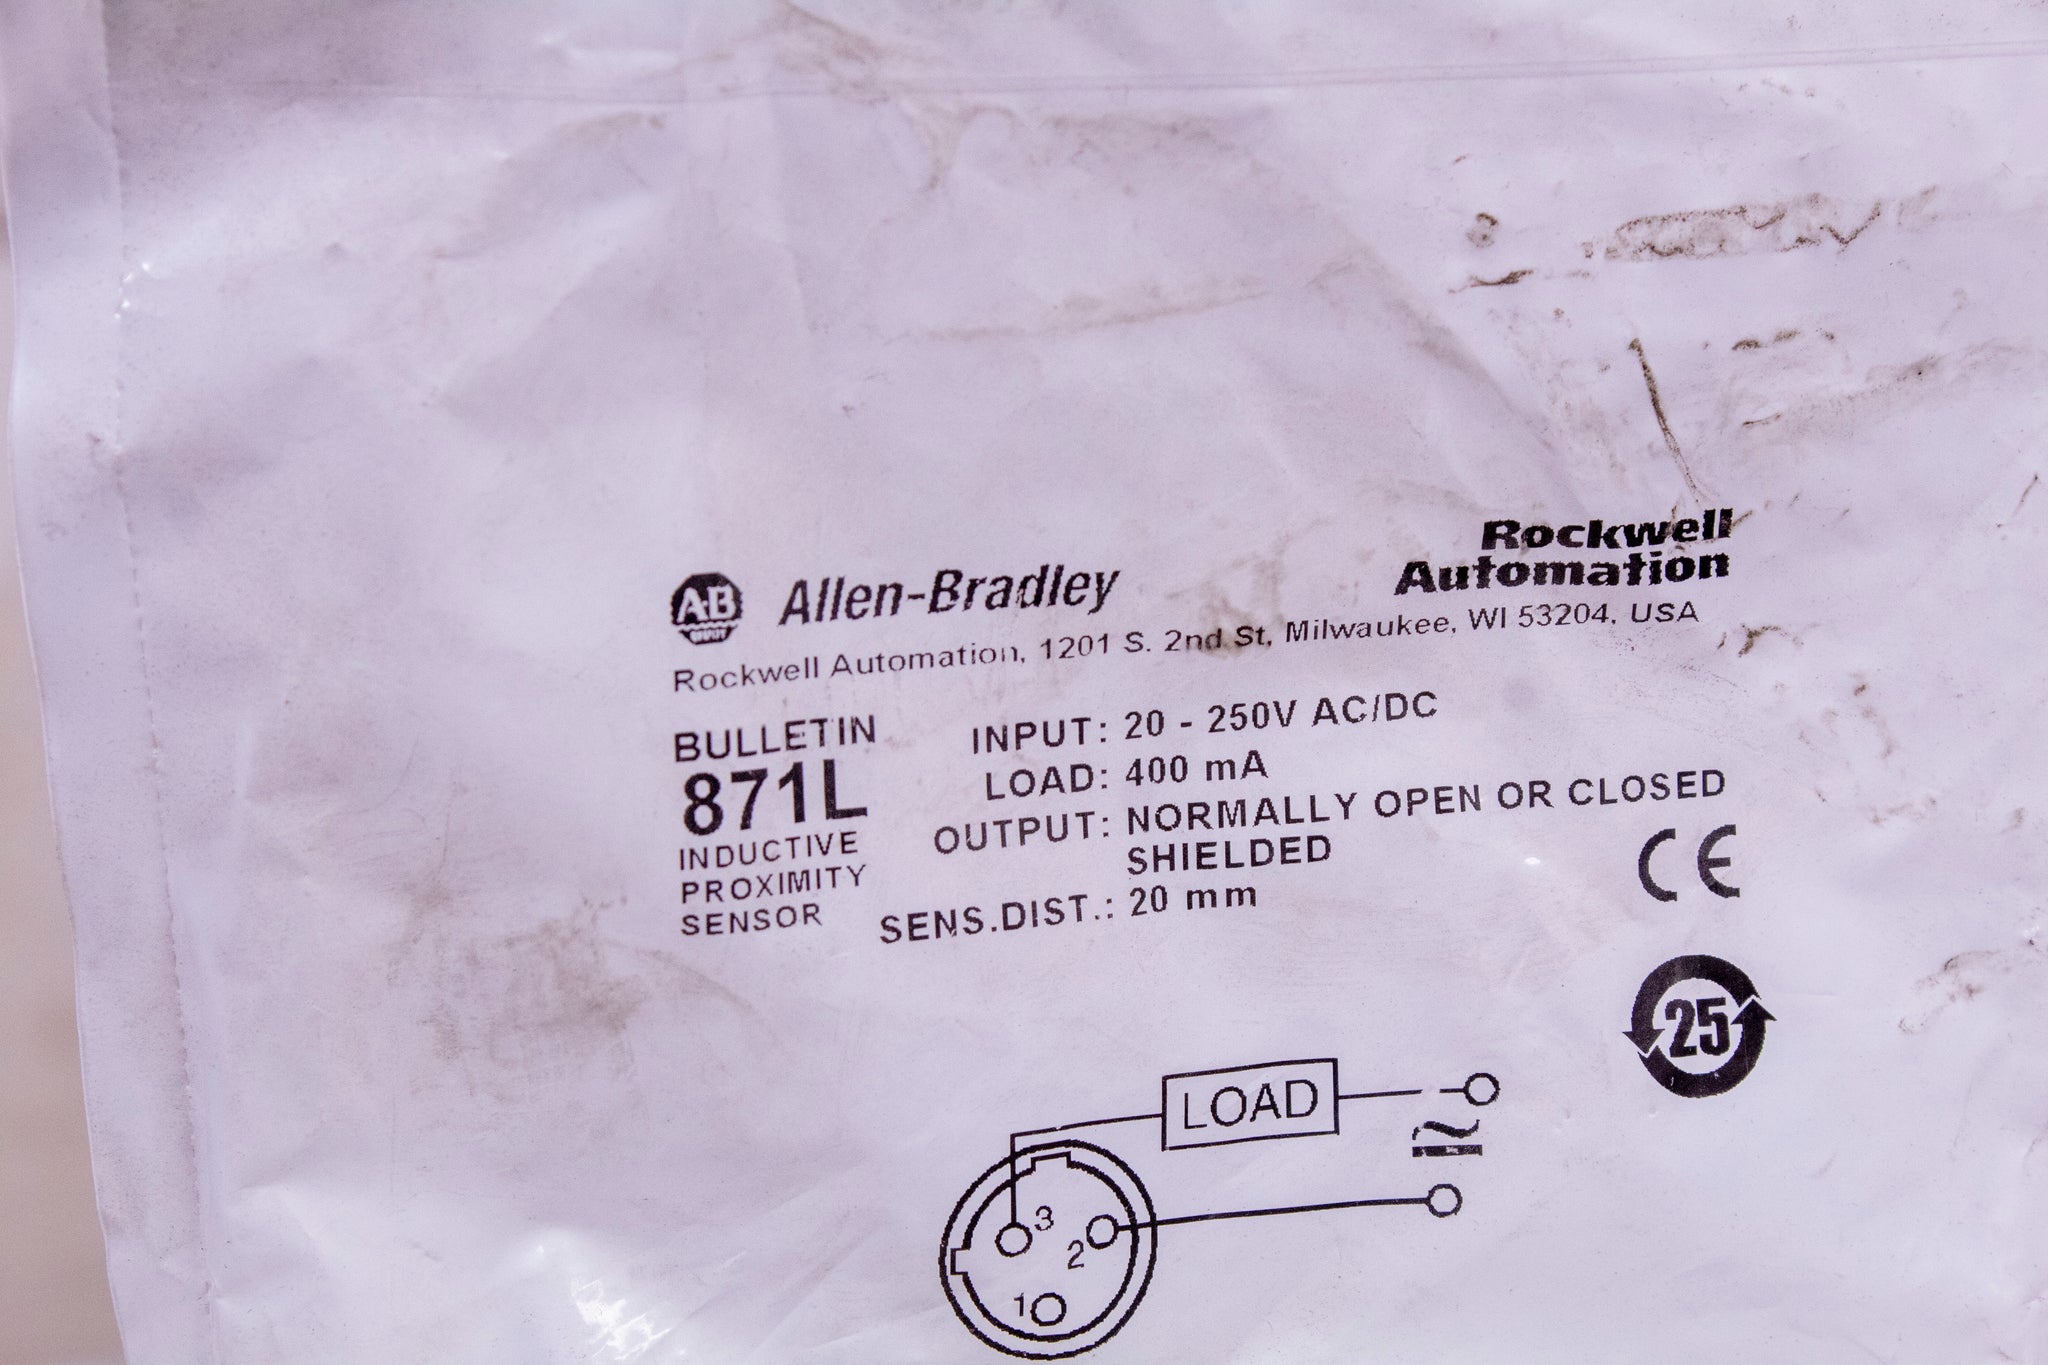 Rockwell
Automation
A-B
Allen-Bradley
Rockwell Automation, 1201 S. 2nd St, Milwaukee, WI 53204, USA
BULLETIN
871L
INDUCTIVE
PROXIMITY
SENSOR
INPUT: 20 - 250V AC/DC
LOAD: 400 mA
OUTPUT: NORMALLY OPEN OR CLOSED
SHIELDED
SENS.DIST.: 20 mm
CE
25
LOAD
3
2
1